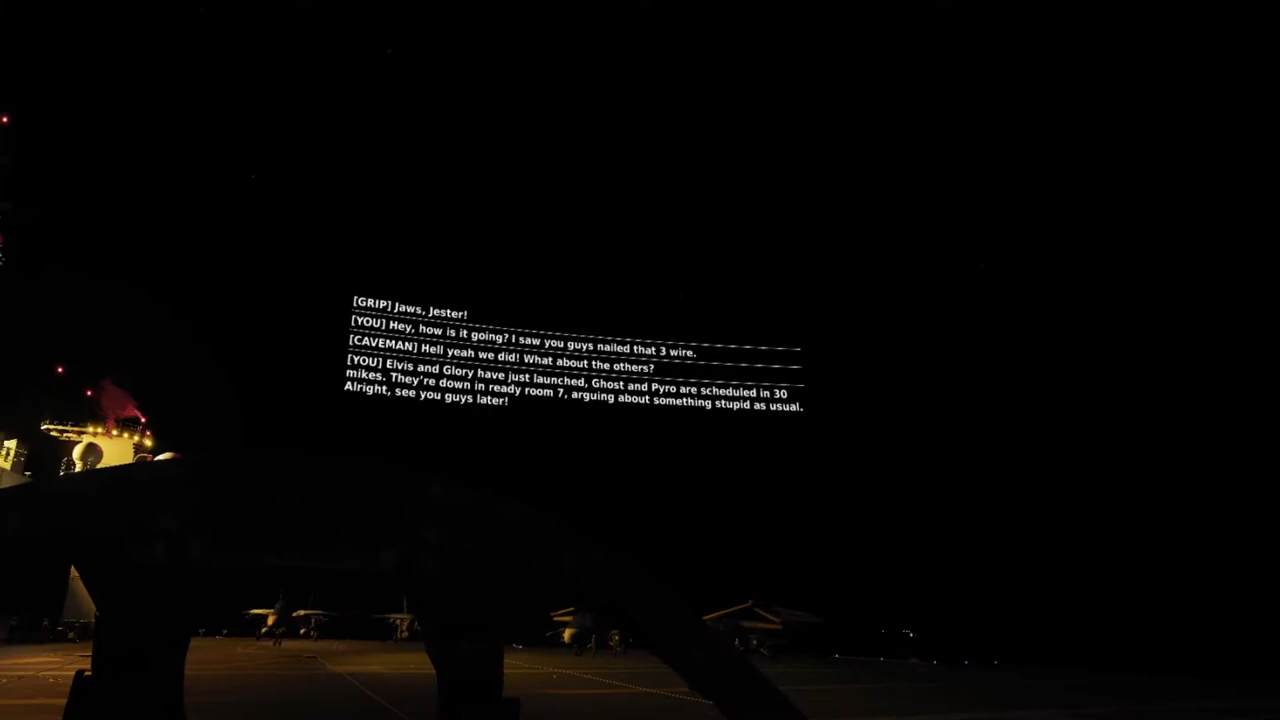 [GRIP] Jaws, Jester!
[YOU] Hey, how is it going? I saw you guys nailed that 3 wire.
[CAVEMAN] Hell yeah we did! What about the others?
[YOU] Elvis and Glory have just launched, Ghost and Pyro are scheduled in 30
mikes. They're down in ready room 7, arguing about something stupid as usual.
Alright, see you guys later!